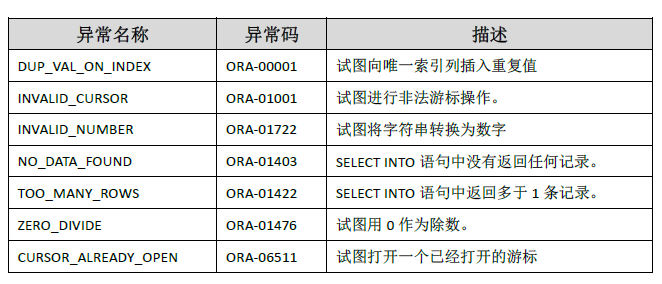 异常名称 异常码 描述
DUP_VAL_ON_INDEX ORA-00001 试图向唯一索引列插入重复值
INVALID_CURSOR ORA-01001 试图进行非法游标操作。
INVALID_NUMBER ORA-01722 试图将字符串转换为数字
NO_DATA_FOUND ORA-01403 SELECT INTO 语句中没有返回任何记录。
TOO_MANY_ROWS ORA-01422 SELECT INTO 语句中返回多于 1 条记录。
ZERO_DIVIDE ORA-01476 试图用 0 作为除数。
CURSOR_ALREADY_OPEN ORA-06511 试图打开一个已经打开的游标